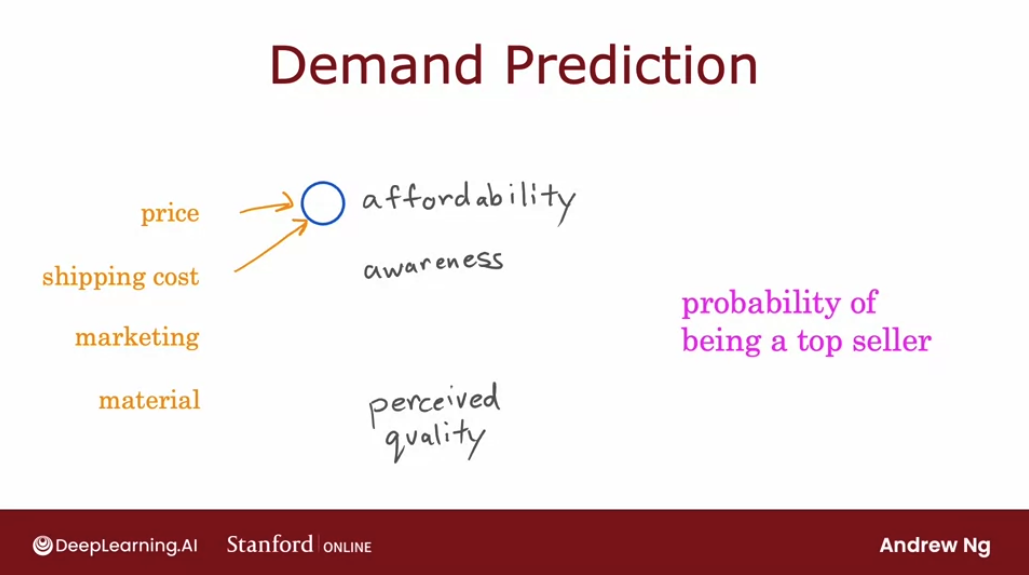 Demand Prediction
price
affordability
shipping cost
awareness
marketing
probability of
being a top seller
material
perceived
quality
DeepLearning.AI
Stanford ONLINE
Andrew Ng